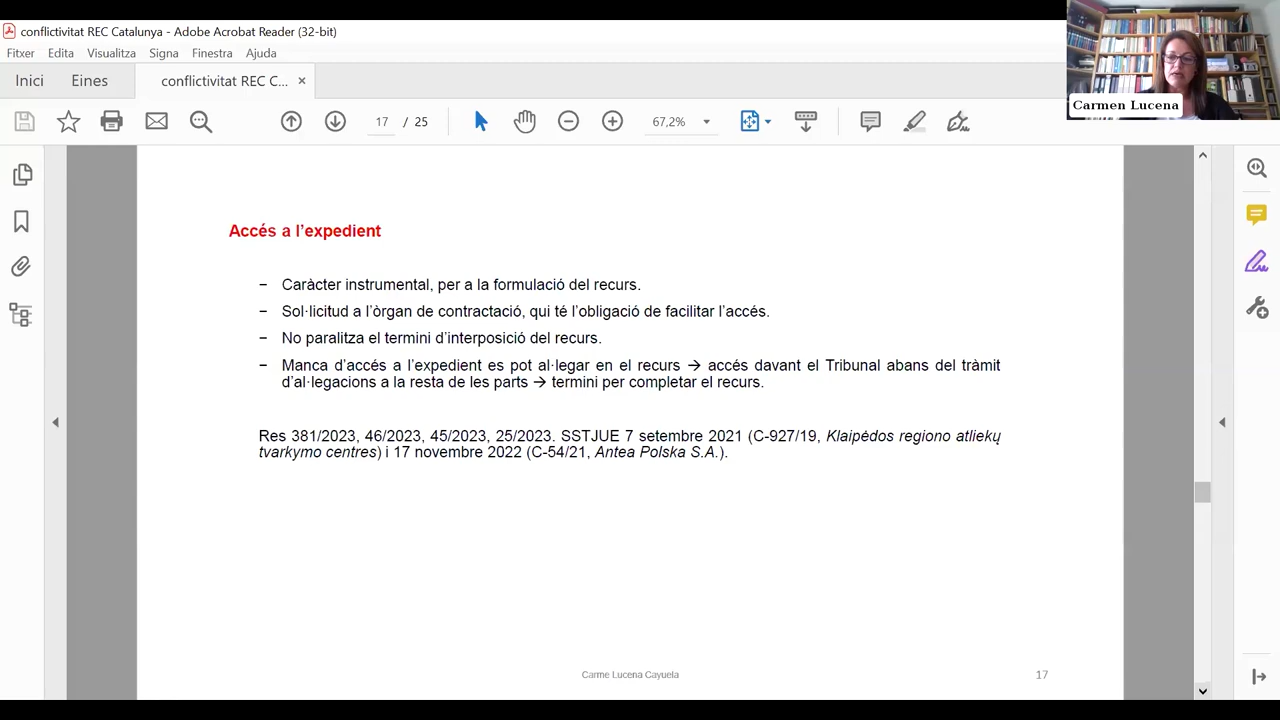 conflictivitat REC Catalunya - Adobe Acrobat Reader (32-bit)
Fitxer Edita Visualitza Signa Finestra Ajuda
Inici Eines conflictivitat REC C... ×
17 / 25 67,2%
Carmen Lucena
Accés a l’expedient
− Caràcter instrumental, per a la formulació del recurs.
− Sol·licitud a l’òrgan de contractació, qui té l’obligació de facilitar l’accés.
− No paralitza el termini d’interposició del recurs.
− Manca d’accés a l’expedient es pot al·legar en el recurs → accés davant el Tribunal abans del tràmit
d’al·legacions a la resta de les parts → termini per completar el recurs.
Res 381/2023, 46/2023, 45/2023, 25/2023. SSTJUE 7 setembre 2021 (C-927/19, Klaipėdos regiono atliekų
tvarkymo centres) i 17 novembre 2022 (C-54/21, Antea Polska S.A.).
Carme Lucena Cayuela
17